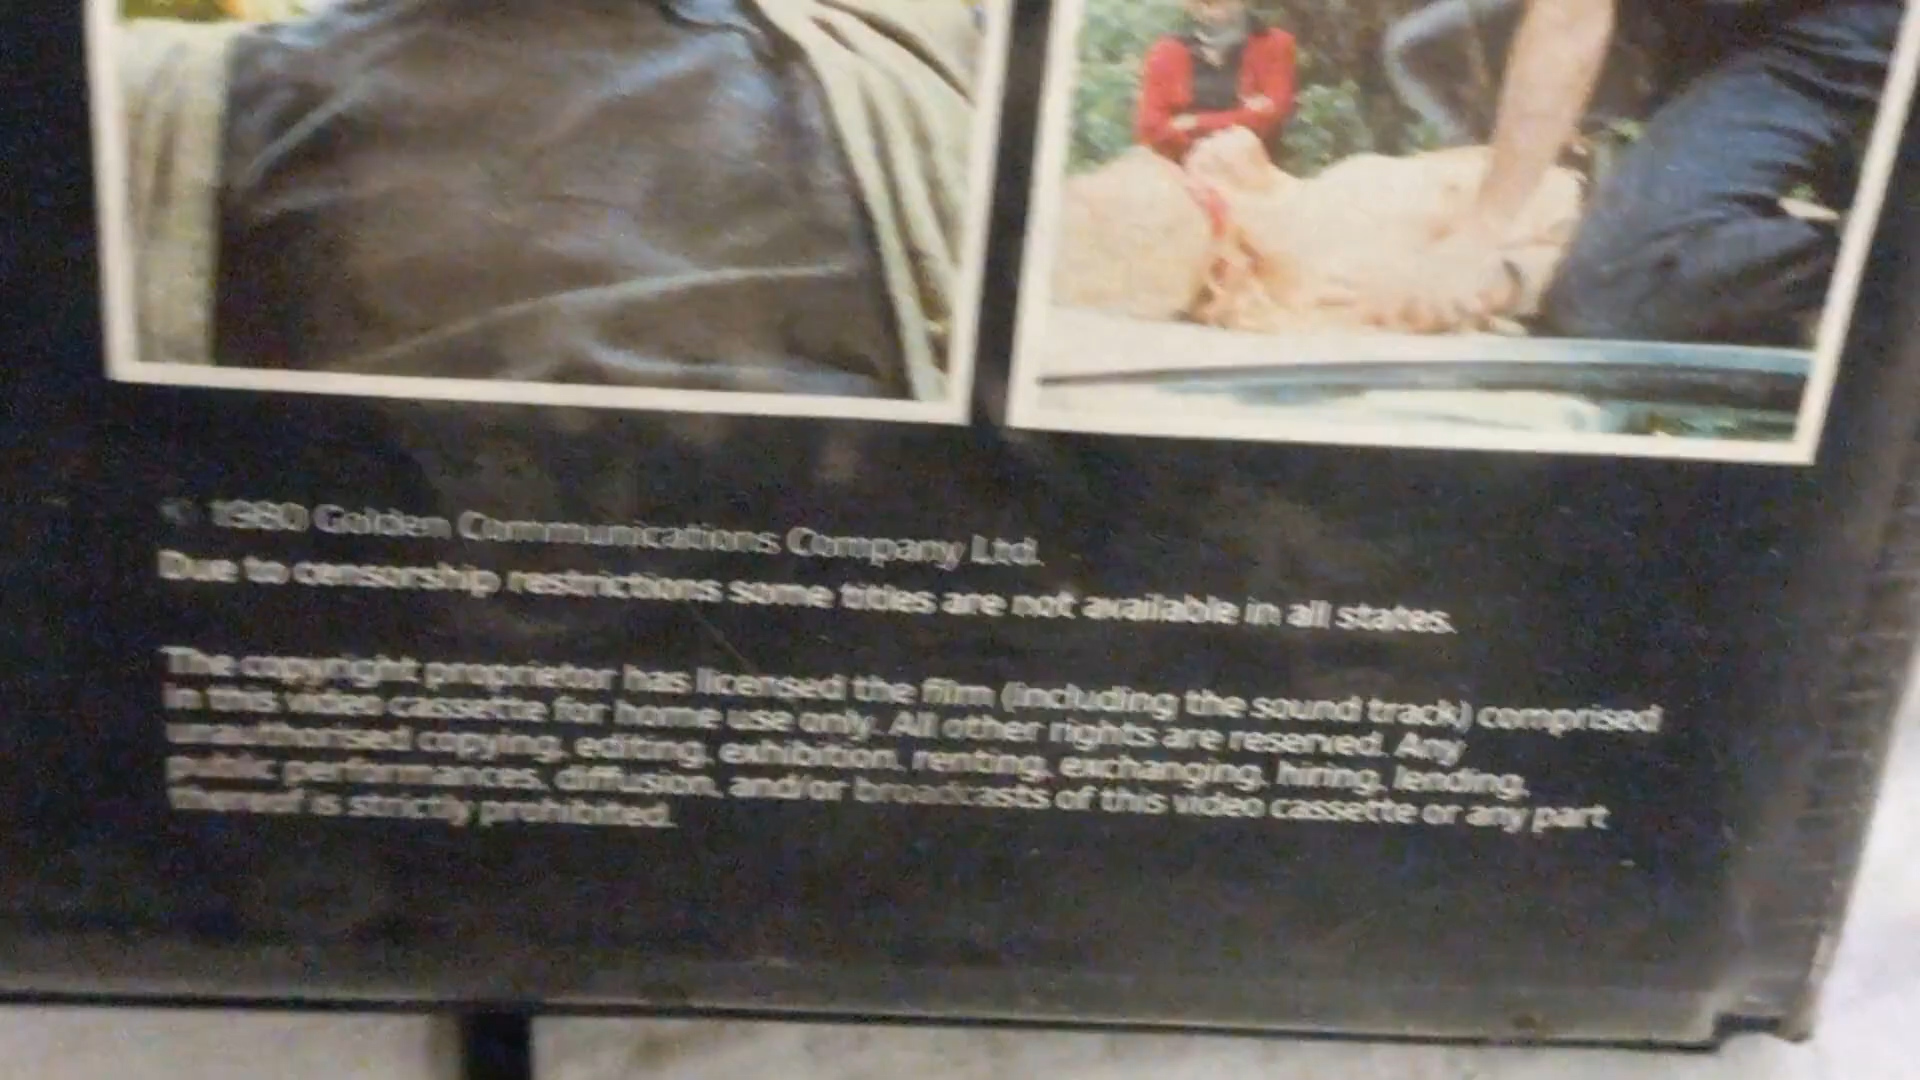 © 1980 Golden Communications Company Ltd.
Due to censorship restrictions some titles are not available in all states.
The copyright proprietor has licensed the film (including the sound track) comprised
in this video cassette for home use only. All other rights are reserved. Any
unauthorised copying, editing, exhibition, renting, exchanging, hiring, lending,
public performances, diffusion, and/or broadcasts of this video cassette or any part
thereof is strictly prohibited.